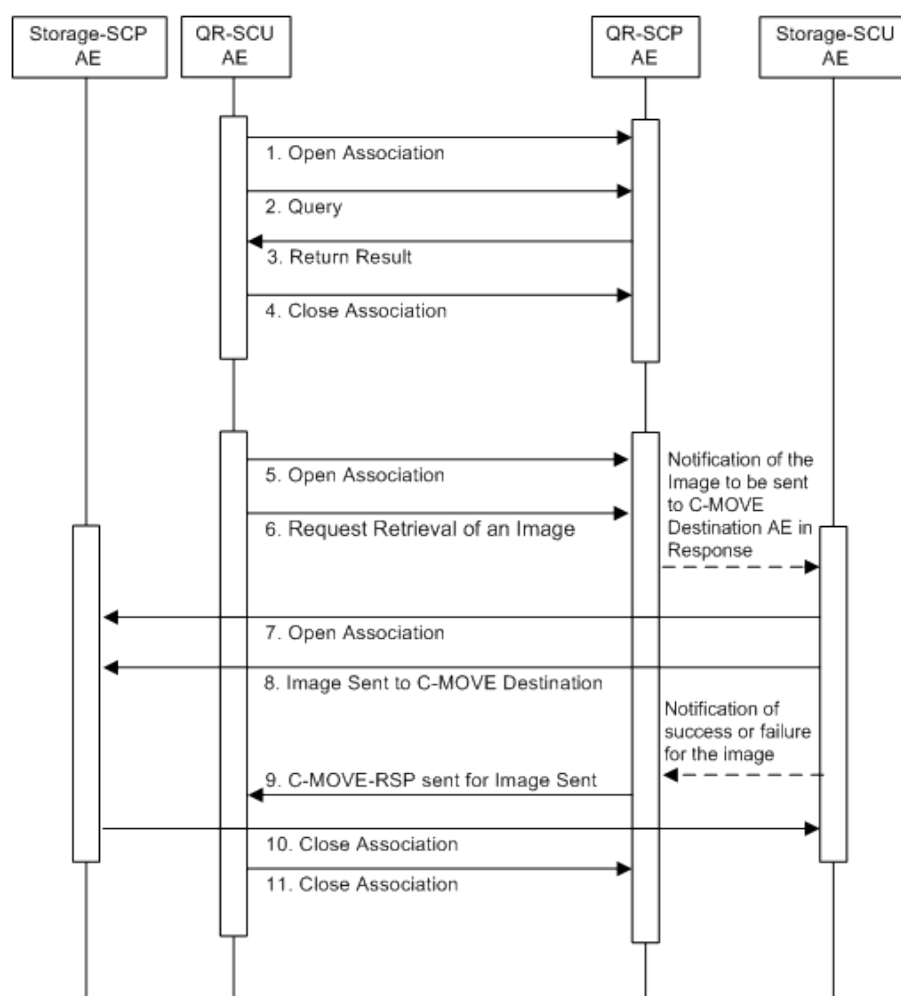 Storage-SCP
AE
QR-SCU
AE
QR-SCP
AE
Storage-SCU
AE
1. Open Association
2. Query
3. Return Result
4. Close Association
5. Open Association
6. Request Retrieval of an Image
Notification of the
Image to be sent
to C-MOVE
Destination AE in
Response
7. Open Association
8. Image Sent to C-MOVE Destination
Notification of
success or failure
for the image
9. C-MOVE-RSP sent for Image Sent
10. Close Association
11. Close Association